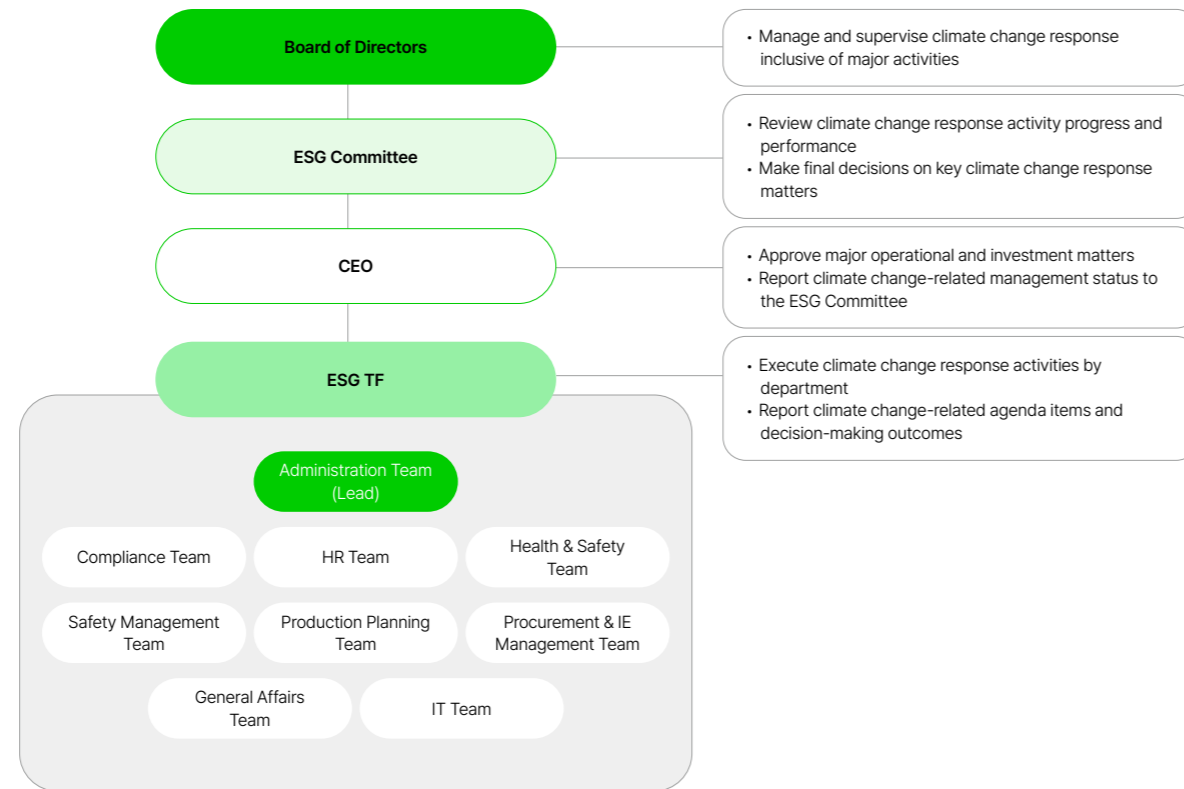 Board of Directors
• Manage and supervise climate change response
inclusive of major activities
ESG Committee
• Review climate change response activity progress and
performance
• Make final decisions on key climate change response
matters
CEO
• Approve major operational and investment matters
• Report climate change-related management status to
the ESG Committee
ESG TF
• Execute climate change response activities by
department
• Report climate change-related agenda items and
decision-making outcomes
Administration Team
(Lead)
Compliance Team
HR Team
Health & Safety
Team
Safety Management
Team
Production Planning
Team
Procurement & IE
Management Team
General Affairs
Team
IT Team